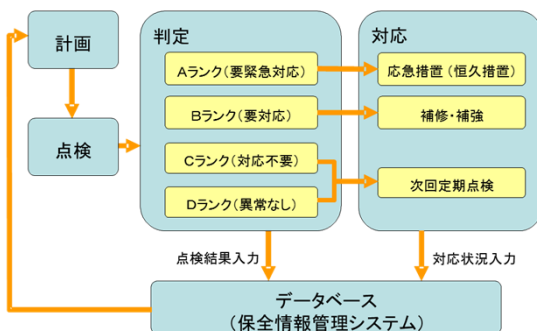 計画
点検
判定
Aランク(要緊急対応)
Bランク(要対応)
Cランク(対応不要)
Dランク(異常なし)
対応
応急措置(恒久措置)
補修・補強
次回定期点検
点検結果入力
対応状況入力
データベース
(保全情報管理システム)